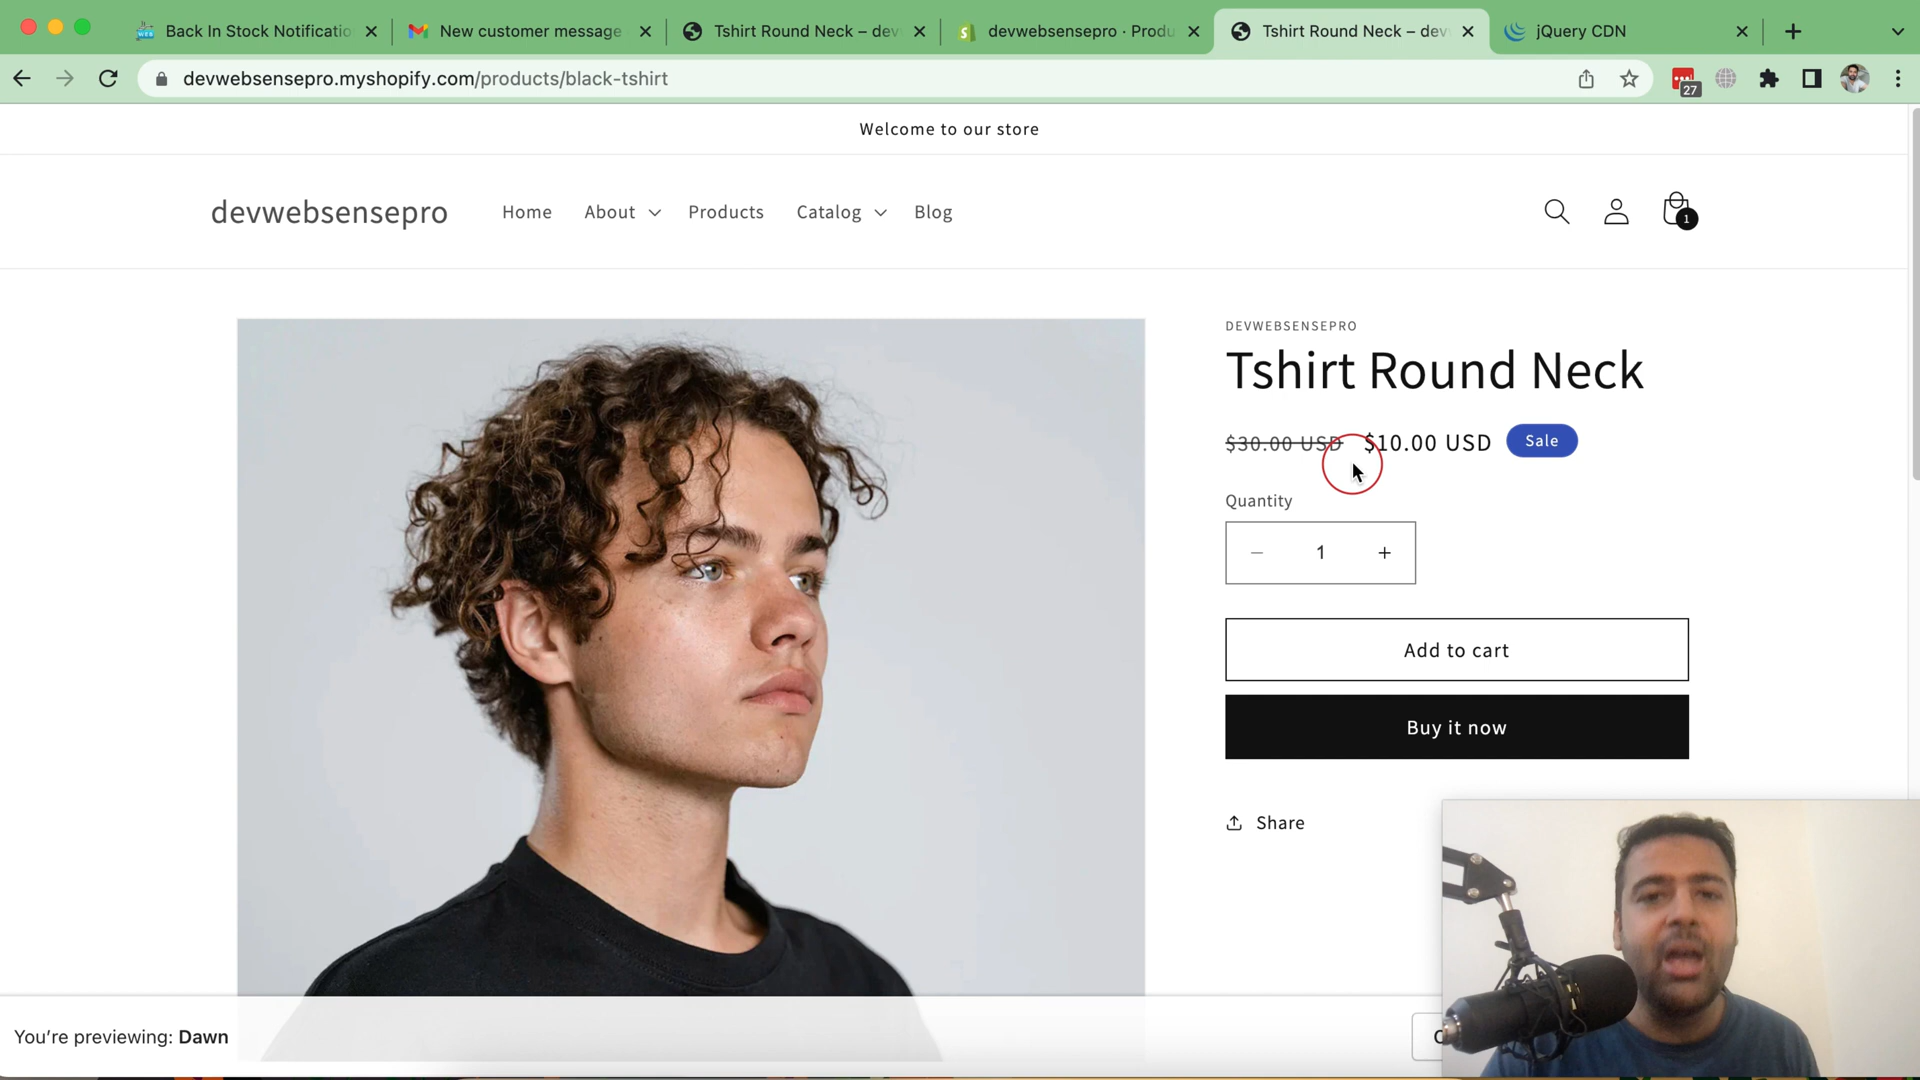 Back In Stock Notificatio
New customer message
Tshirt Round Neck – dev
devwebsensepro · Produ
Tshirt Round Neck – dev
jQuery CDN
devwebsensepro.myshopify.com/products/black-tshirt
27
Welcome to our store
devwebsensepro
Home
About
Products
Catalog
Blog
1
DEVWEBSENSEPRO
Tshirt Round Neck
$30.00 USD $10.00 USD Sale
Quantity
1
Add to cart
Buy it now
Share
You're previewing: Dawn